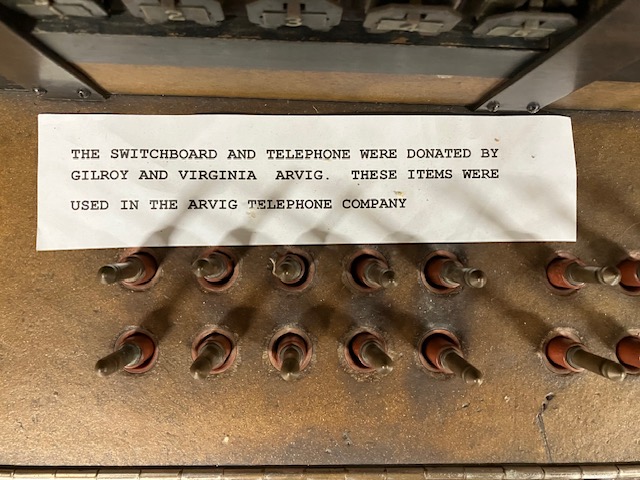 THE SWITCHBOARD AND TELEPHONE WERE DONATED BY
GILROY AND VIRGINIA ARVIG. THESE ITEMS WERE
USED IN THE ARVIG TELEPHONE COMPANY